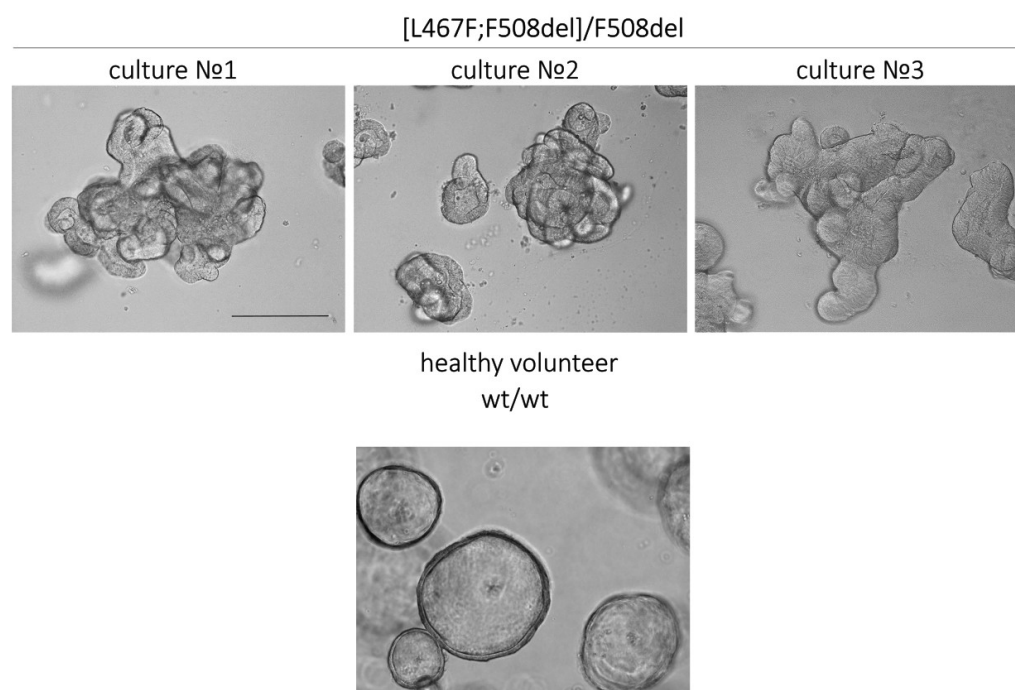 [L467F;F508del]/F508del
culture №1
culture №2
culture №3
healthy volunteer
wt/wt